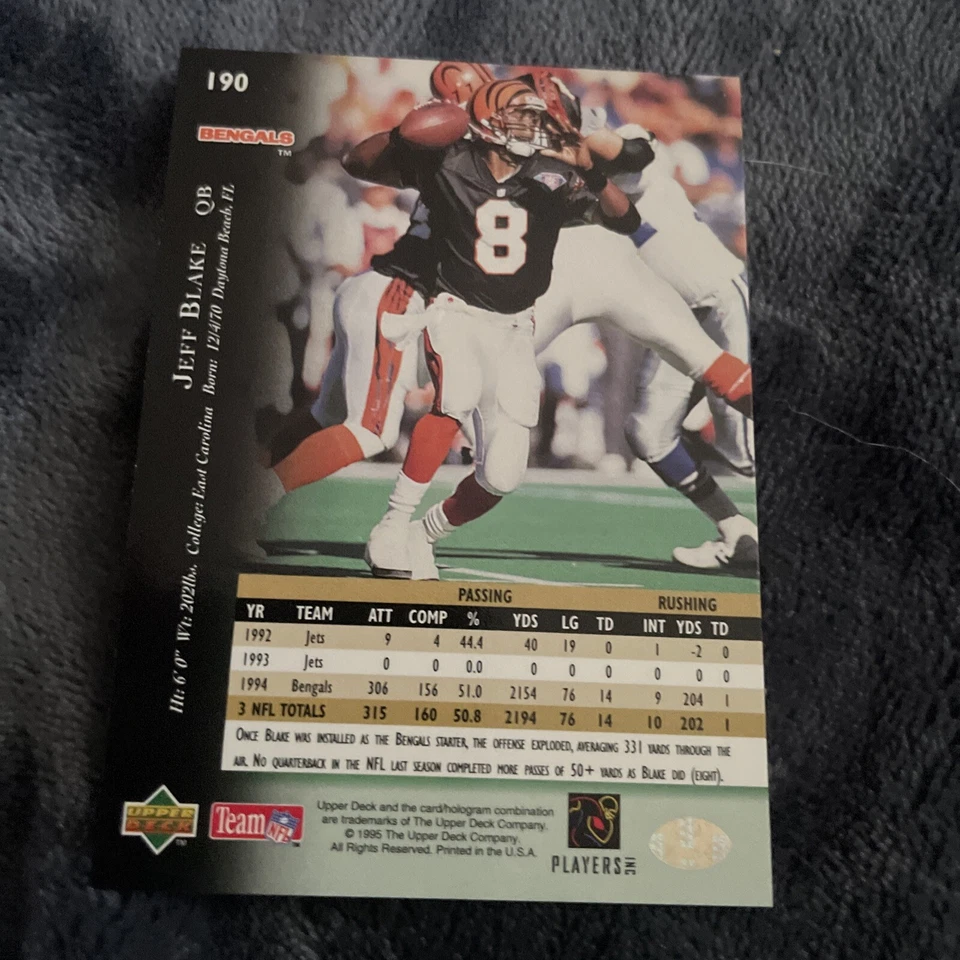 190
BENGALS
TM
JEFF BLAKE QB
Ht: 6' 0" Wt: 202lbs. College: East Carolina Born: 12/4/70 Daytona Beach, FL
8
PASSING RUSHING
YR TEAM ATT COMP % YDS LG TD INT YDS TD
1992 Jets 9 4 44.4 40 19 0 1 -2 0
1993 Jets 0 0 0.0 0 0 0 0 0 0
1994 Bengals 306 156 51.0 2154 76 14 9 204 1
3 NFL TOTALS 315 160 50.8 2194 76 14 10 202 1
ONCE BLAKE WAS INSTALLED AS THE BENGALS STARTER, THE OFFENSE EXPLODED, AVERAGING 331 YARDS THROUGH THE
AIR. NO QUARTERBACK IN THE NFL LAST SEASON COMPLETED MORE PASSES OF 50+ YARDS AS BLAKE DID (EIGHT).
UPPER
DECK
TM
Team NFL
TM
Upper Deck and the card/hologram combination
are trademarks of The Upper Deck Company.
© 1995 The Upper Deck Company.
All Rights Reserved. Printed in the U.S.A.
PLAYERS INC